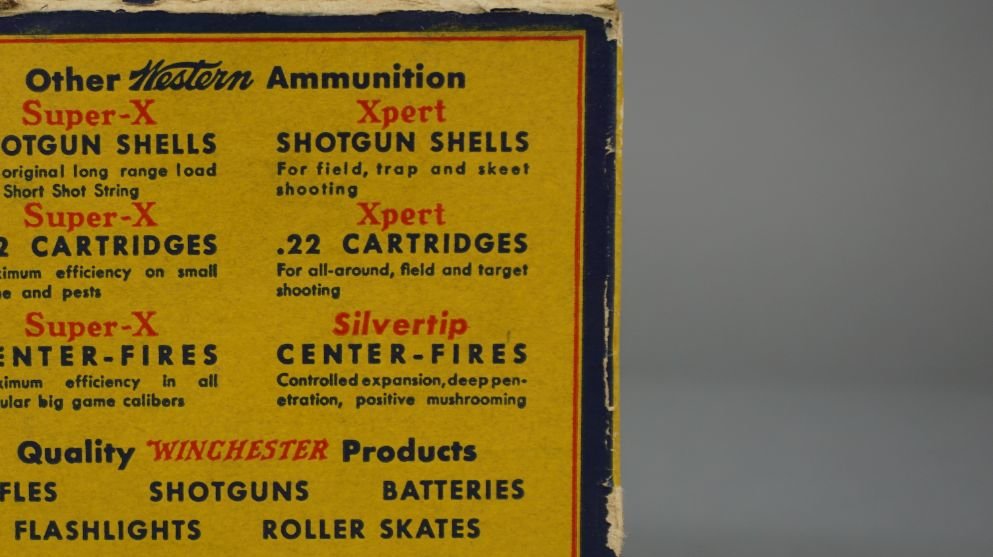 Other Western Ammunition
Super-X Xpert
OTGUN SHELLS SHOTGUN SHELLS
original long range load For field, trap and skeet
Short Shot String shooting
Super-X Xpert
2 CARTRIDGES .22 CARTRIDGES
ximum efficiency on small For all-around, field and target
e and pests shooting
Super-X Silvertip
ENTER-FIRES CENTER-FIRES
ximum efficiency in all Controlled expansion, deep pen-
ular big game calibers etration, positive mushrooming
Quality WINCHESTER Products
FLES SHOTGUNS BATTERIES
FLASHLIGHTS ROLLER SKATES